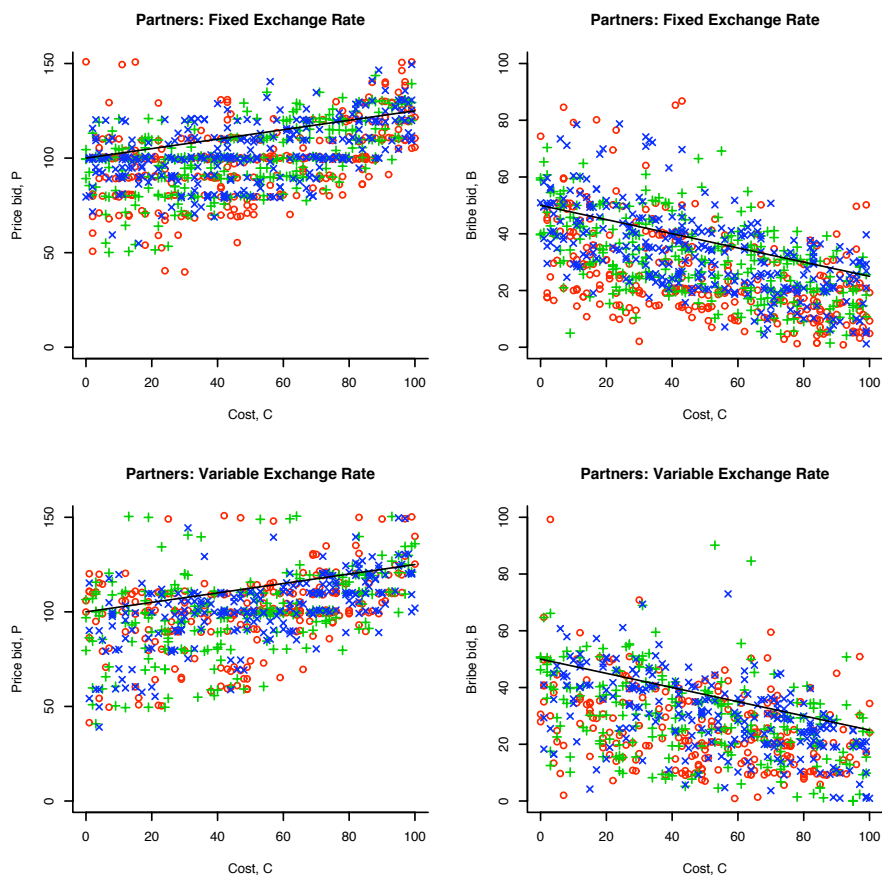 Partners: Fixed Exchange Rate
Price bid, P
0 50 100 150
0 20 40 60 80 100
Cost, C
Partners: Fixed Exchange Rate
Bribe bid, B
0 20 40 60 80 100
0 20 40 60 80 100
Cost, C
Partners: Variable Exchange Rate
Price bid, P
0 50 100 150
0 20 40 60 80 100
Cost, C
Partners: Variable Exchange Rate
Bribe bid, B
0 20 40 60 80 100
0 20 40 60 80 100
Cost, C